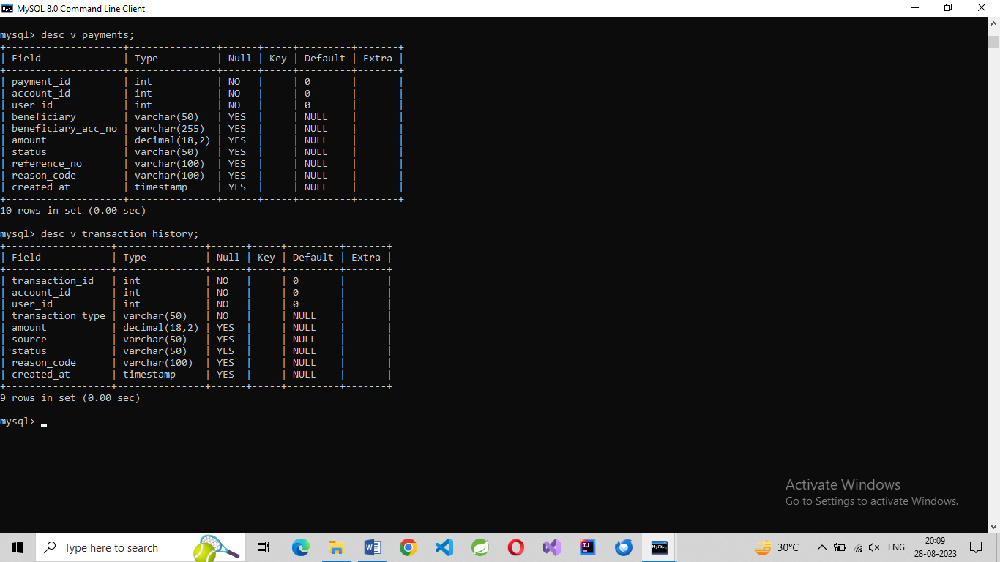 MySQL 8.0 Command Line Client
mysql> desc v_payments;
+--------------------+---------------+------+-----+---------+-------+
| Field              | Type          | Null | Key | Default | Extra |
+--------------------+---------------+------+-----+---------+-------+
| payment_id         | int           | NO   |     | 0       |       |
| account_id         | int           | NO   |     | 0       |       |
| user_id            | int           | NO   |     | 0       |       |
| beneficiary        | varchar(50)   | YES  |     | NULL    |       |
| beneficiary_acc_no | varchar(255)  | YES  |     | NULL    |       |
| amount             | decimal(18,2) | YES  |     | NULL    |       |
| status             | varchar(50)   | YES  |     | NULL    |       |
| reference_no       | varchar(100)  | YES  |     | NULL    |       |
| reason_code        | varchar(100)  | YES  |     | NULL    |       |
| created_at         | timestamp     | YES  |     | NULL    |       |
+--------------------+---------------+------+-----+---------+-------+
10 rows in set (0.00 sec)
mysql> desc v_transaction_history;
+------------------+---------------+------+-----+---------+-------+
| Field            | Type          | Null | Key | Default | Extra |
+------------------+---------------+------+-----+---------+-------+
| transaction_id   | int           | NO   |     | 0       |       |
| account_id       | int           | NO   |     | 0       |       |
| user_id          | int           | NO   |     | 0       |       |
| transaction_type | varchar(50)   | NO   |     | NULL    |       |
| amount           | decimal(18,2) | YES  |     | NULL    |       |
| source           | varchar(50)   | YES  |     | NULL    |       |
| status           | varchar(50)   | YES  |     | NULL    |       |
| reason_code      | varchar(100)  | YES  |     | NULL    |       |
| created_at       | timestamp     | YES  |     | NULL    |       |
+------------------+---------------+------+-----+---------+-------+
9 rows in set (0.00 sec)
mysql> _
Activate Windows
Go to Settings to activate Windows.
Type here to search
30°C
ENG
20:09
28-08-2023